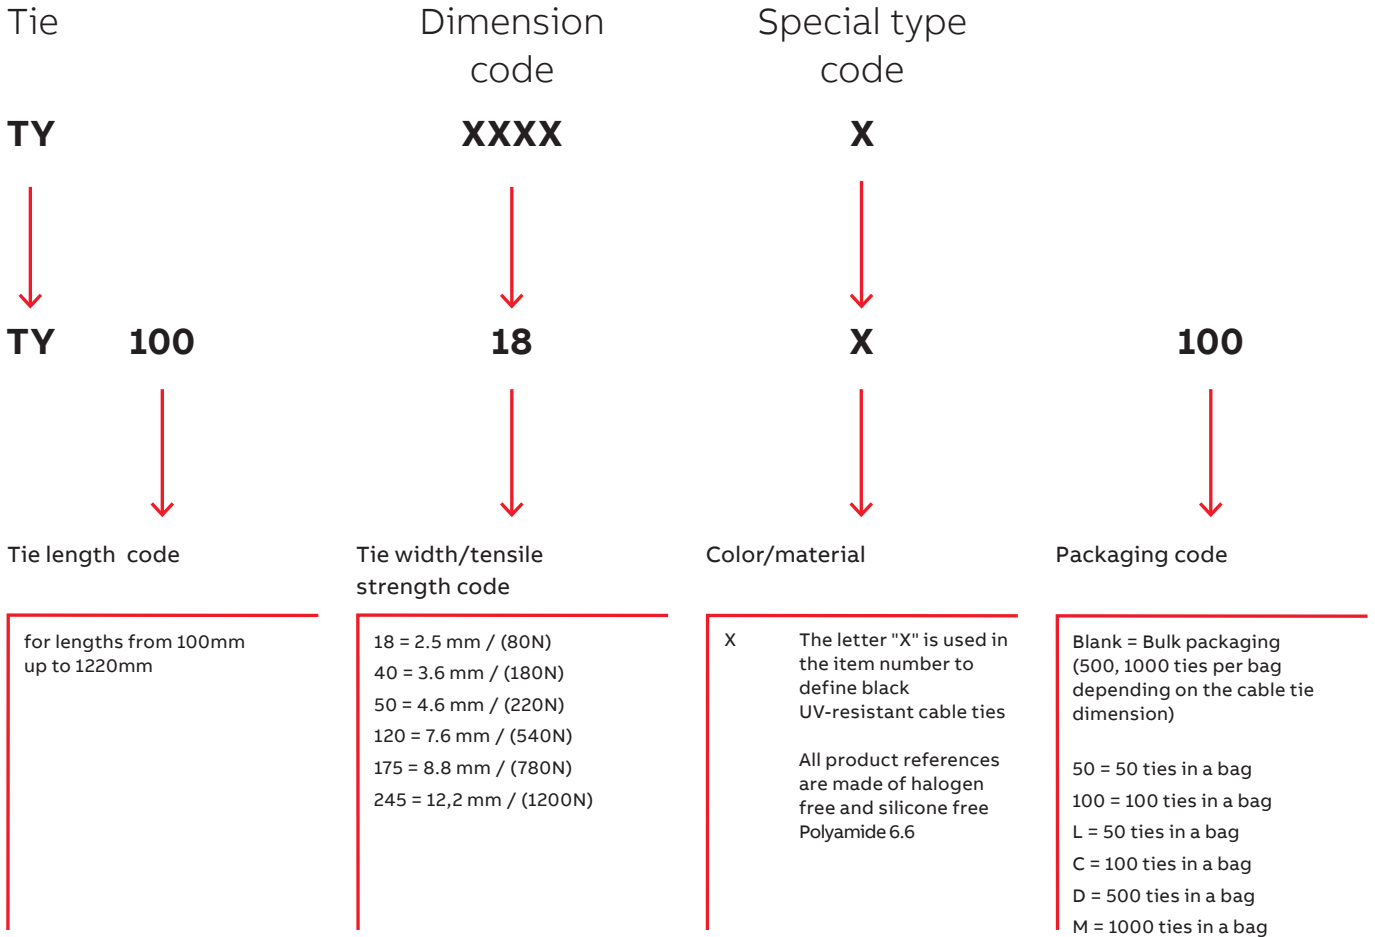 Tie
Dimension
code
Special type
code
TY
XXXX
X
TY
100
18
X
100
Tie length code
for lengths from 100mm
up to 1220mm
Tie width/tensile
strength code
18 = 2.5 mm / (80N)
40 = 3.6 mm / (180N)
50 = 4.6 mm / (220N)
120 = 7.6 mm / (540N)
175 = 8.8 mm / (780N)
245 = 12,2 mm / (1200N)
Color/material
X The letter "X" is used in
the item number to
define black
UV-resistant cable ties
All product references
are made of halogen
free and silicone free
Polyamide 6.6
Packaging code
Blank = Bulk packaging
(500, 1000 ties per bag
depending on the cable tie
dimension)
50 = 50 ties in a bag
100 = 100 ties in a bag
L = 50 ties in a bag
C = 100 ties in a bag
D = 500 ties in a bag
M = 1000 ties in a bag